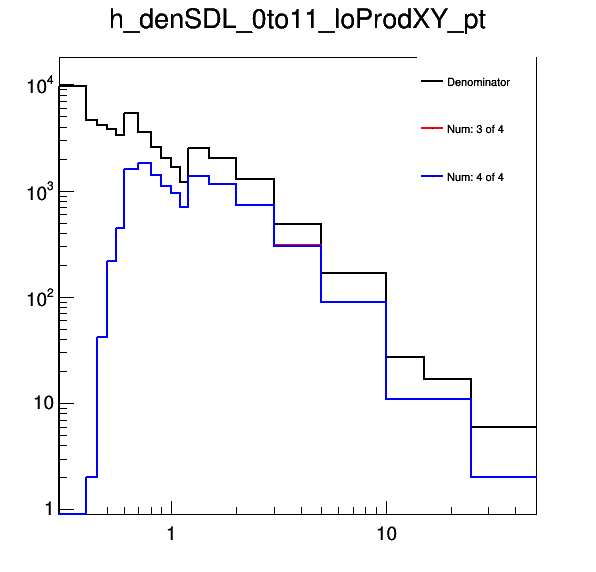 h_denSDL_0to11_loProdXY_pt
10^4
Denominator
Num: 3 of 4
Num: 4 of 4
10^3
10^2
10
1
1 10